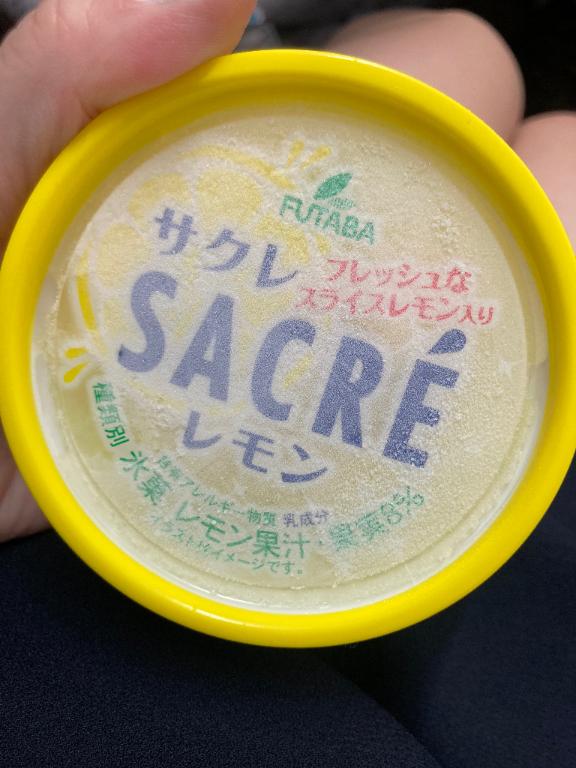 FUTABA
サクレ
フレッシュな
スライスレモン入り
SACRÉ
レモン
種類別 氷菓 レモン果汁・果実8%
アレルギー物質 乳成分
イラストはイメージです。